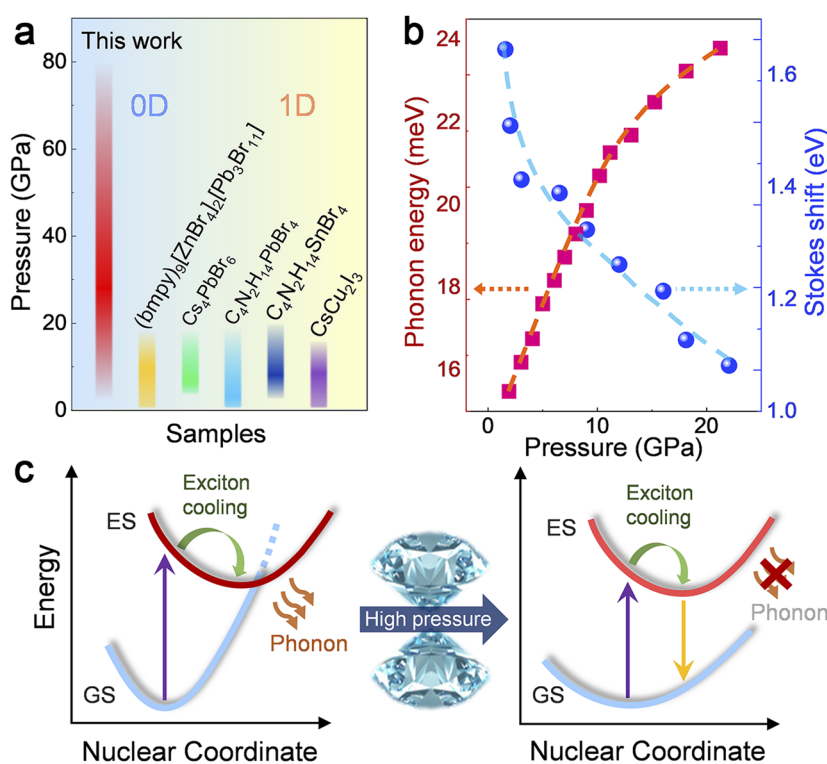 a
This work
0D
1D
(bmpy)₉[ZnBr₄]₂[Pb₃Br₁₁]
Cs₄PbBr₆
C₄N₂H₁₄PbBr₄
C₄N₂H₁₄SnBr₄
CsCu₂I₃
80
60
40
20
0
Pressure (GPa)
Samples
b
24
22
20
18
16
Phonon energy (meV)
1.6
1.4
1.2
1.0
Stokes shift (eV)
0
10
20
Pressure (GPa)
c
Exciton
cooling
ES
Energy
Phonon
GS
Nuclear Coordinate
High pressure
Exciton
cooling
ES
Phonon
GS
Nuclear Coordinate